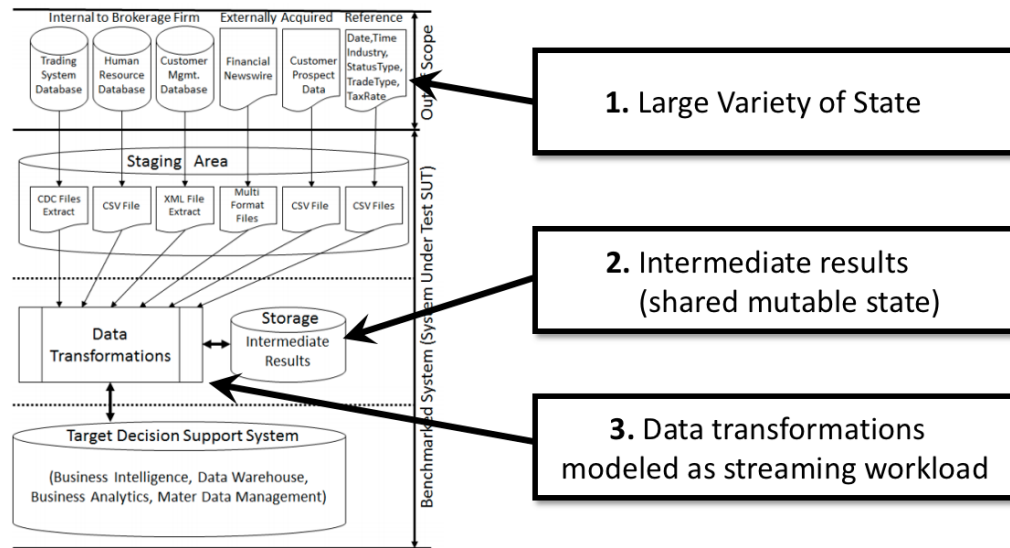 Internal to Brokerage Firm
Externally Acquired
Reference
Trading
System
Database
Human
Resource
Database
Customer
Mgmt.
Database
Financial
Newswire
Customer
Prospect
Data
Date,Time
Industry,
StatusType,
TradeType,
TaxRate
Scope
1. Large Variety of State
Staging Area
CDC Files
Extract
CSV File
XML File
Extract
Multi
Format
Files
CSV File
CSV Files
Benchmarked System (System Under Test SUT)
2. Intermediate results
(shared mutable state)
Data
Transformations
Storage
Intermediate
Results
3. Data transformations
modeled as streaming workload
Target Decision Support System
(Business Intelligence, Data Warehouse,
Business Analytics, Mater Data Management)